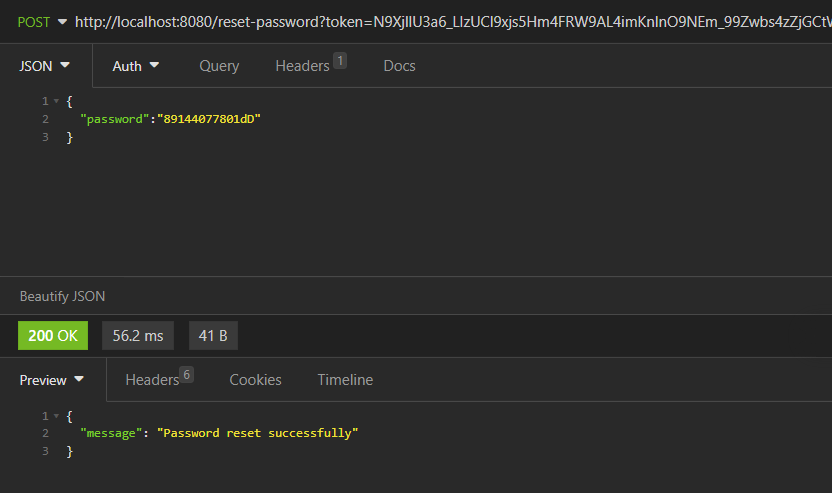 POST http://localhost:8080/reset-password?token=N9XjIlU3a6_LIzUCI9xjs5Hm4FRW9AL4imKnInO9NEm_99Zwbs4zZjGCtW
JSON Auth Query Headers 1 Docs
1 {
2 "password":"89144077801dD"
3 }
Beautify JSON
200 OK 56.2 ms 41 B
Preview Headers 6 Cookies Timeline
1 {
2 "message": "Password reset successfully"
3 }